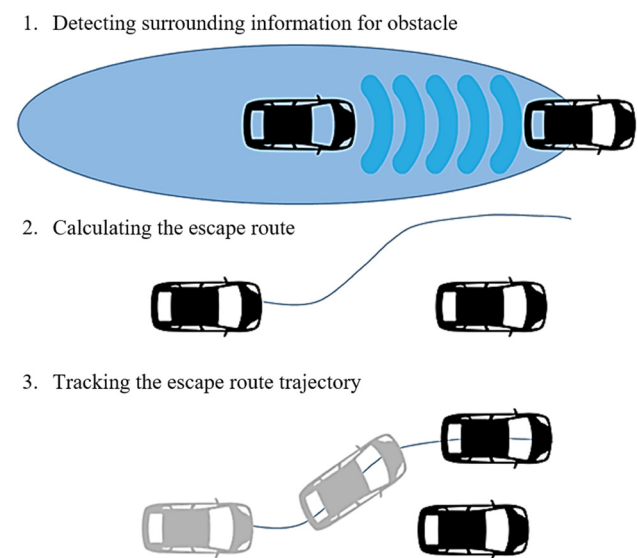 1. Detecting surrounding information for obstacle
2. Calculating the escape route
3. Tracking the escape route trajectory